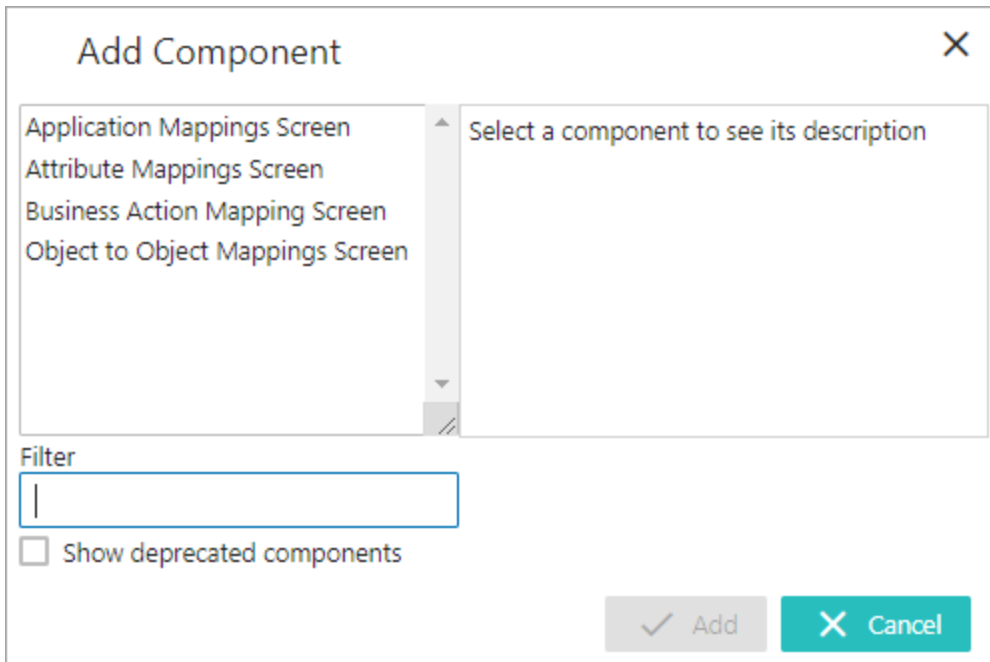 Add Component
Application Mappings Screen
Attribute Mappings Screen
Business Action Mapping Screen
Object to Object Mappings Screen
Select a component to see its description
Filter
Show deprecated components
Add
Cancel